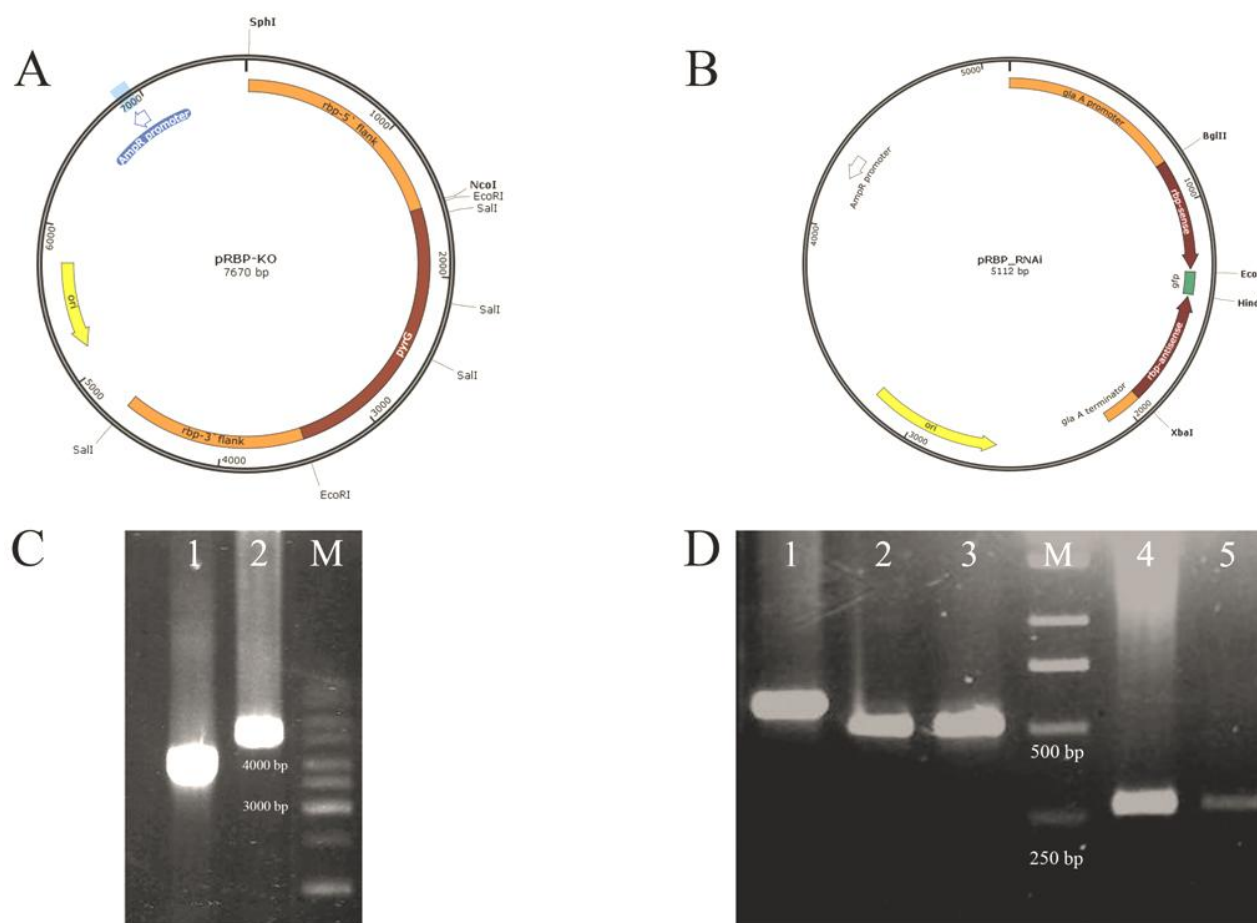 A
SphI
7000
AmpR promoter
rbp-5` flank
1000
NcoI
EcoRI
SalI
2000
6000
pRBP-KO
7670 bp
ori
SalI
pyrG
SalI
5000
3000
rbp-3`flank
SalI
4000
EcoRI
B
5000
gla A promoter
BglII
AmpR promoter
1000
rbp-sense
4000
pRBP_RNAi
5112 bp
Eco
gfp
Hind
rbp-antisense
gla A terminator
2000
XbaI
ori
3000
C
1 2 M
4000 bp
3000 bp
D
1 2 3 M 4 5
500 bp
250 bp